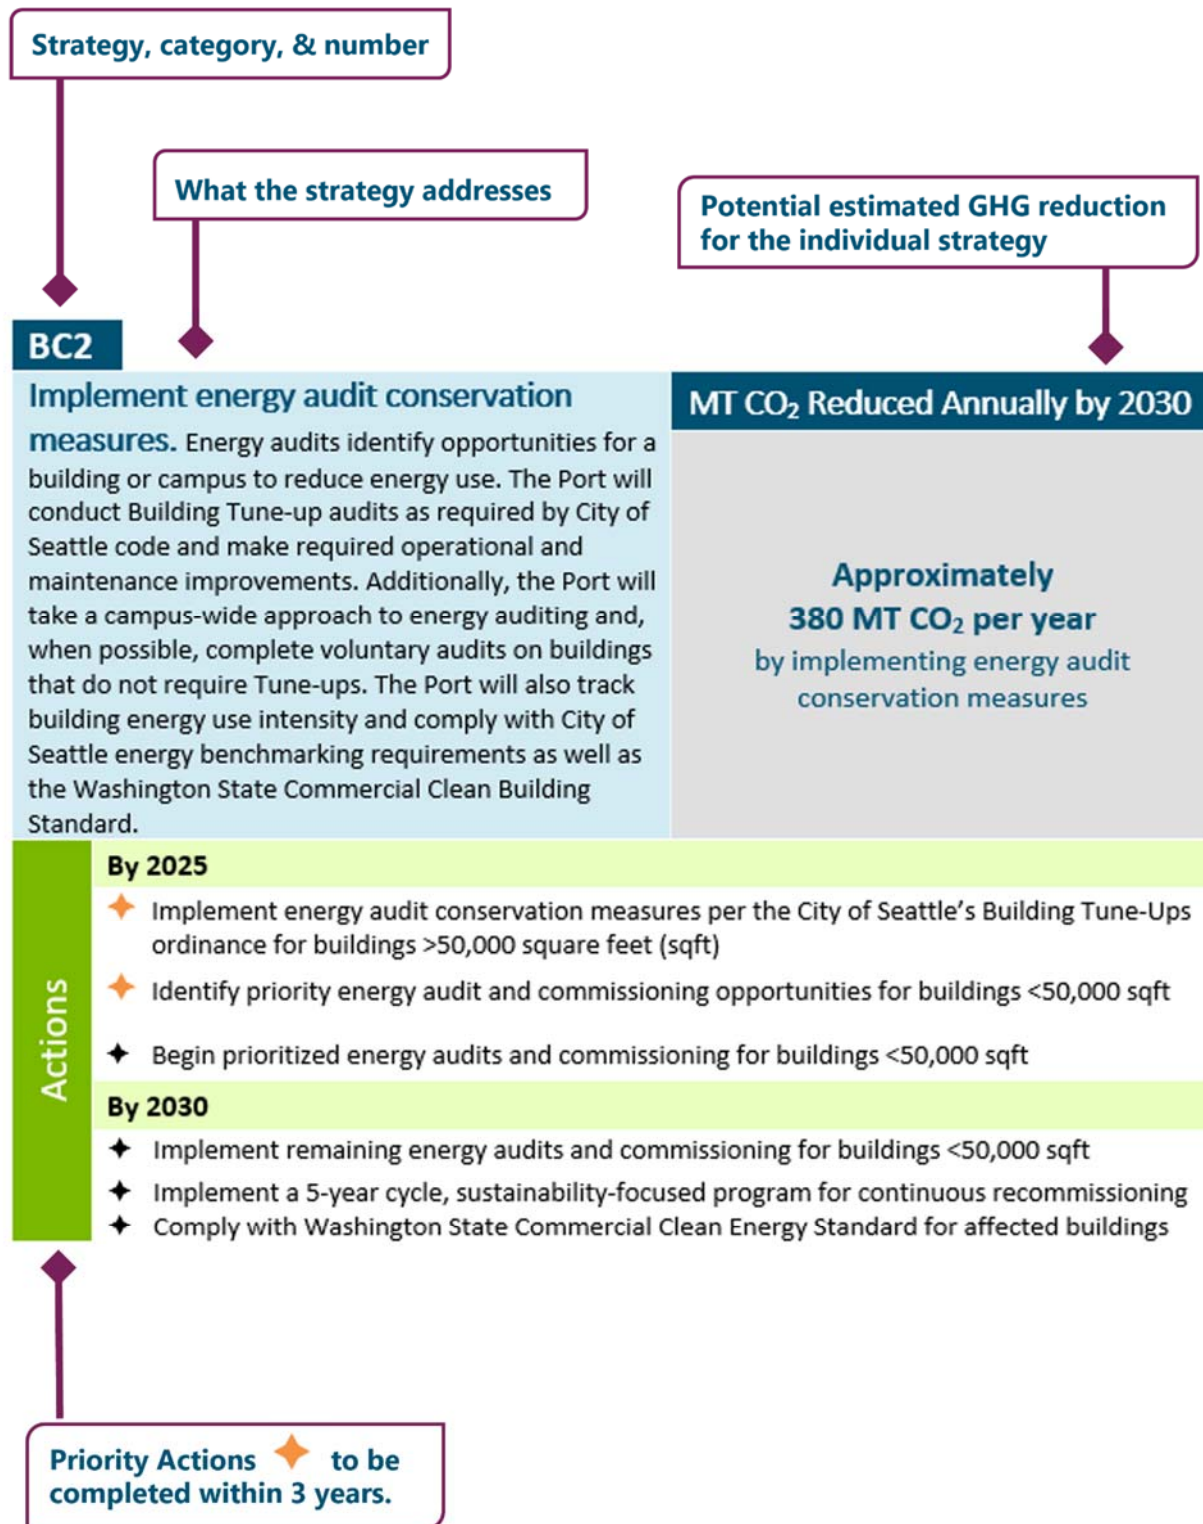 Strategy, category, & number
What the strategy addresses
Potential estimated GHG reduction
for the individual strategy
BC2
Implement energy audit conservation
measures. Energy audits identify opportunities for a
building or campus to reduce energy use. The Port will
conduct Building Tune-up audits as required by City of
Seattle code and make required operational and
maintenance improvements. Additionally, the Port will
take a campus-wide approach to energy auditing and,
when possible, complete voluntary audits on buildings
that do not require Tune-ups. The Port will also track
building energy use intensity and comply with City of
Seattle energy benchmarking requirements as well as
the Washington State Commercial Clean Building
Standard.
MT CO₂ Reduced Annually by 2030
Approximately
380 MT CO₂ per year
by implementing energy audit
conservation measures
Actions
By 2025
Implement energy audit conservation measures per the City of Seattle's Building Tune-Ups
ordinance for buildings >50,000 square feet (sqft)
Identify priority energy audit and commissioning opportunities for buildings <50,000 sqft
Begin prioritized energy audits and commissioning for buildings <50,000 sqft
By 2030
Implement remaining energy audits and commissioning for buildings <50,000 sqft
Implement a 5-year cycle, sustainability-focused program for continuous recommissioning
Comply with Washington State Commercial Clean Energy Standard for affected buildings
Priority Actions to be
completed within 3 years.